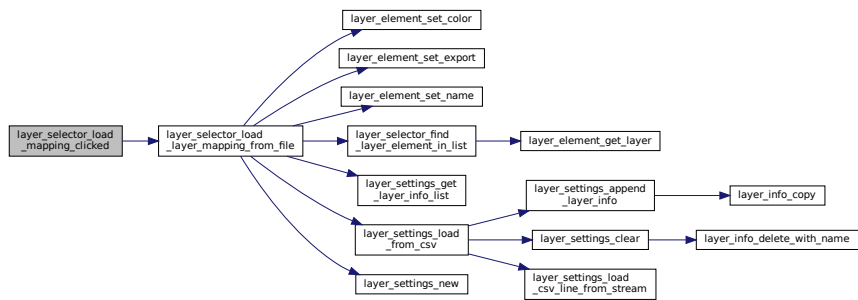 layer_selector_load
_mapping_clicked
layer_selector_load
_layer_mapping_from_file
layer_element_set_color
layer_element_set_export
layer_element_set_name
layer_selector_find
_layer_element_in_list
layer_element_get_layer
layer_settings_get
_layer_info_list
layer_settings_load
_from_csv
layer_settings_append
_layer_info
layer_info_copy
layer_settings_clear
layer_info_delete_with_name
layer_settings_load
_csv_line_from_stream
layer_settings_new